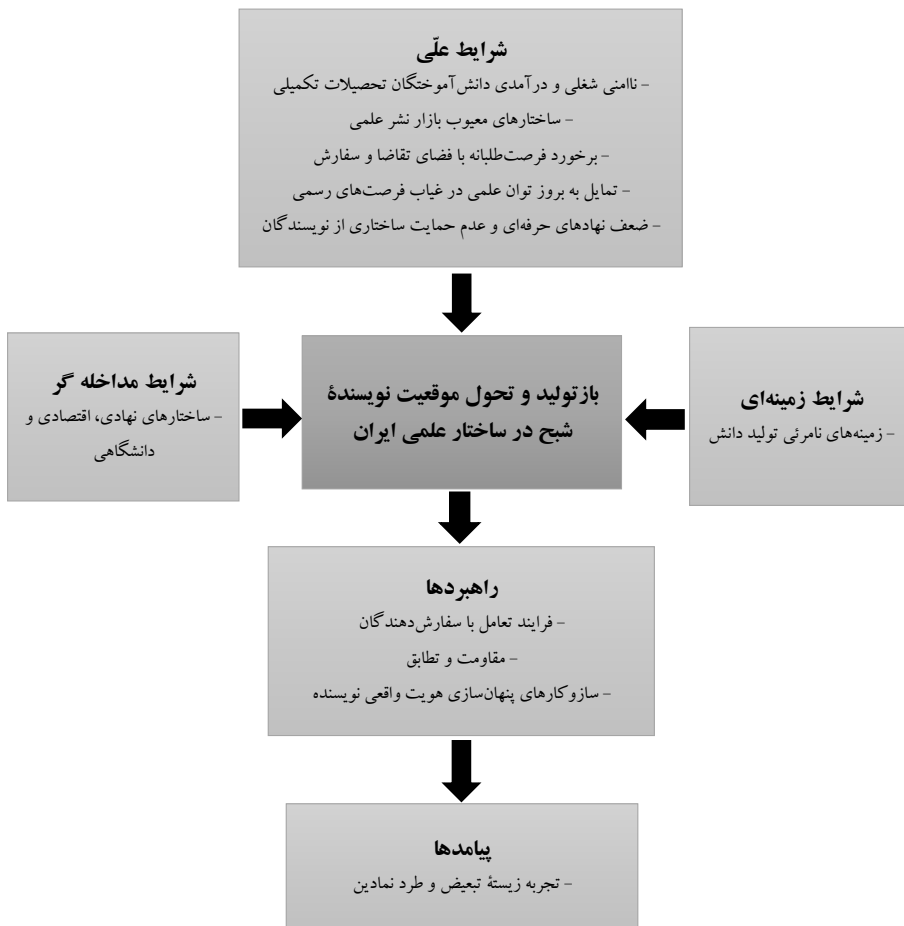 شرایط علّی
- ناامنی شغلی و درآمدی دانش‌آموختگان تحصیلات تکمیلی
- ساختارهای معیوب بازار نشر علمی
- برخورد فرصت‌طلبانه با فضای تقاضا و سفارش
- تمایل به بروز توان علمی در غیاب فرصت‌های رسمی
- ضعف نهادهای حرفه‌ای و عدم حمایت ساختاری از نویسندگان
شرایط زمینه‌ای
- زمینه‌های نامرئی تولید دانش
بازتولید و تحول موقعیت نویسندهٔ
شبح در ساختار علمی ایران
شرایط مداخله گر
- ساختارهای نهادی، اقتصادی و
دانشگاهی
راهبردها
- فرایند تعامل با سفارش‌دهندگان
- مقاومت و تطابق
- سازوکارهای پنهان‌سازی هویت واقعی نویسنده
پیامدها
- تجربه زیستهٔ تبعیض و طرد نمادین